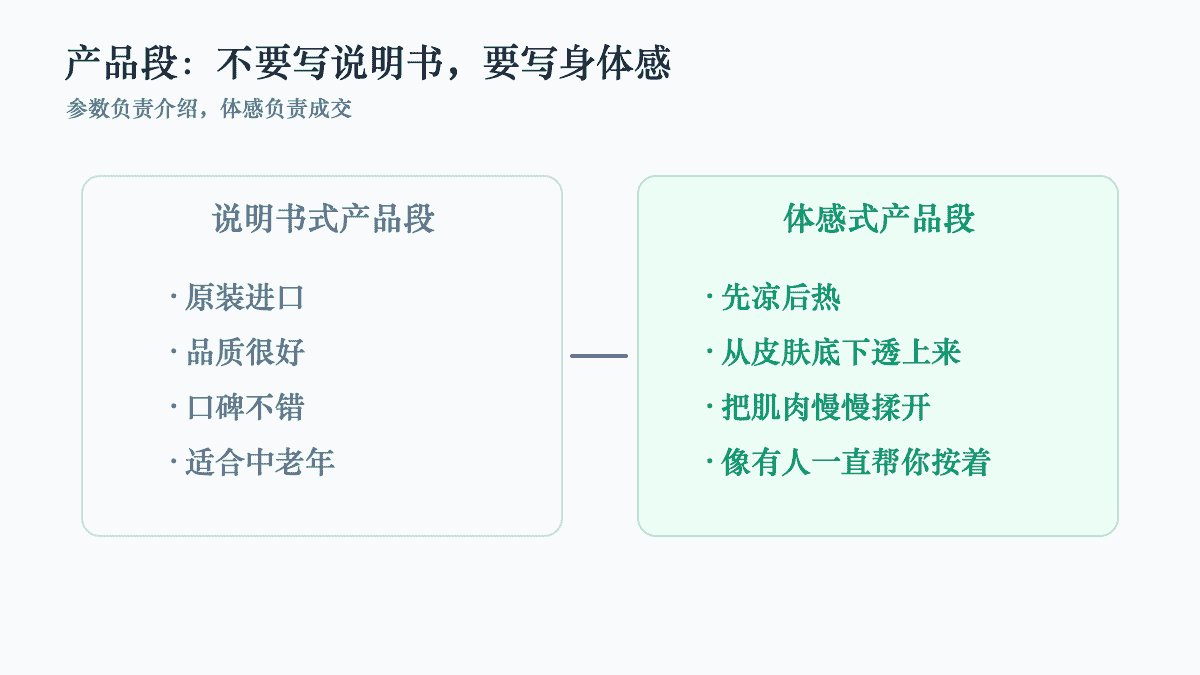 产品段：不要写说明书，要写身体感
参数负责介绍，体感负责成交
说明书式产品段
· 原装进口
· 品质很好
· 口碑不错
· 适合中老年
体感式产品段
· 先凉后热
· 从皮肤底下透上来
· 把肌肉慢慢揉开
· 像有人一直帮你按着